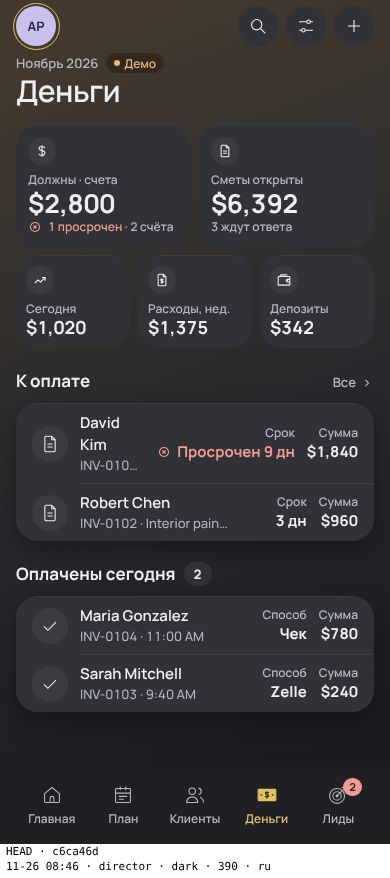 AP
Ноябрь 2026 Демо
Деньги
Должны · счета
$2,800
1 просрочен · 2 счёта
Сметы открыты
$6,392
3 ждут ответа
Сегодня
$1,020
Расходы, нед.
$1,375
Депозиты
$342
К оплате
Все
David Kim
INV-010…
Срок
Просрочен 9 дн
Сумма
$1,840
Robert Chen
INV-0102 · Interior pain…
Срок
3 дн
Сумма
$960
Оплачены сегодня 2
Maria Gonzalez
INV-0104 · 11:00 AM
Способ
Чек
Сумма
$780
Sarah Mitchell
INV-0103 · 9:40 AM
Способ
Zelle
Сумма
$240
Главная
План
Клиенты
Деньги
2
Лиды
HEAD · c6ca46d
11-26 08:46 · director · dark · 390 · ru